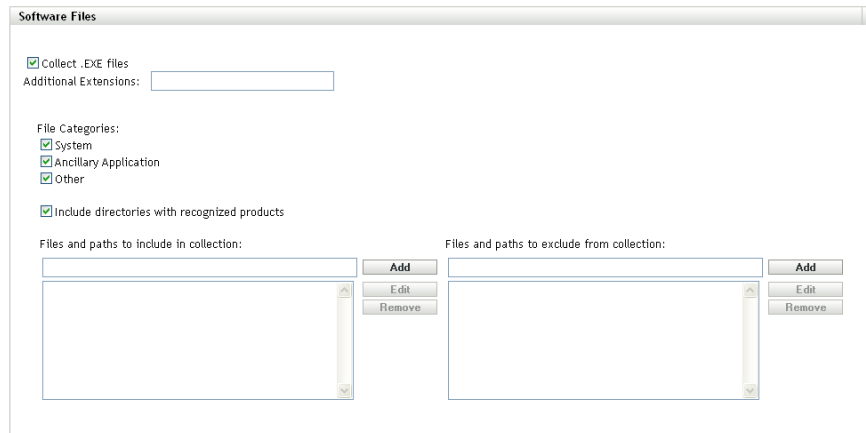 Software Files
Collect .EXE files
Additional Extensions:
File Categories:
System
Ancillary Application
Other
Include directories with recognized products
Files and paths to include in collection:
Files and paths to exclude from collection:
Add
Add
Edit
Edit
Remove
Remove